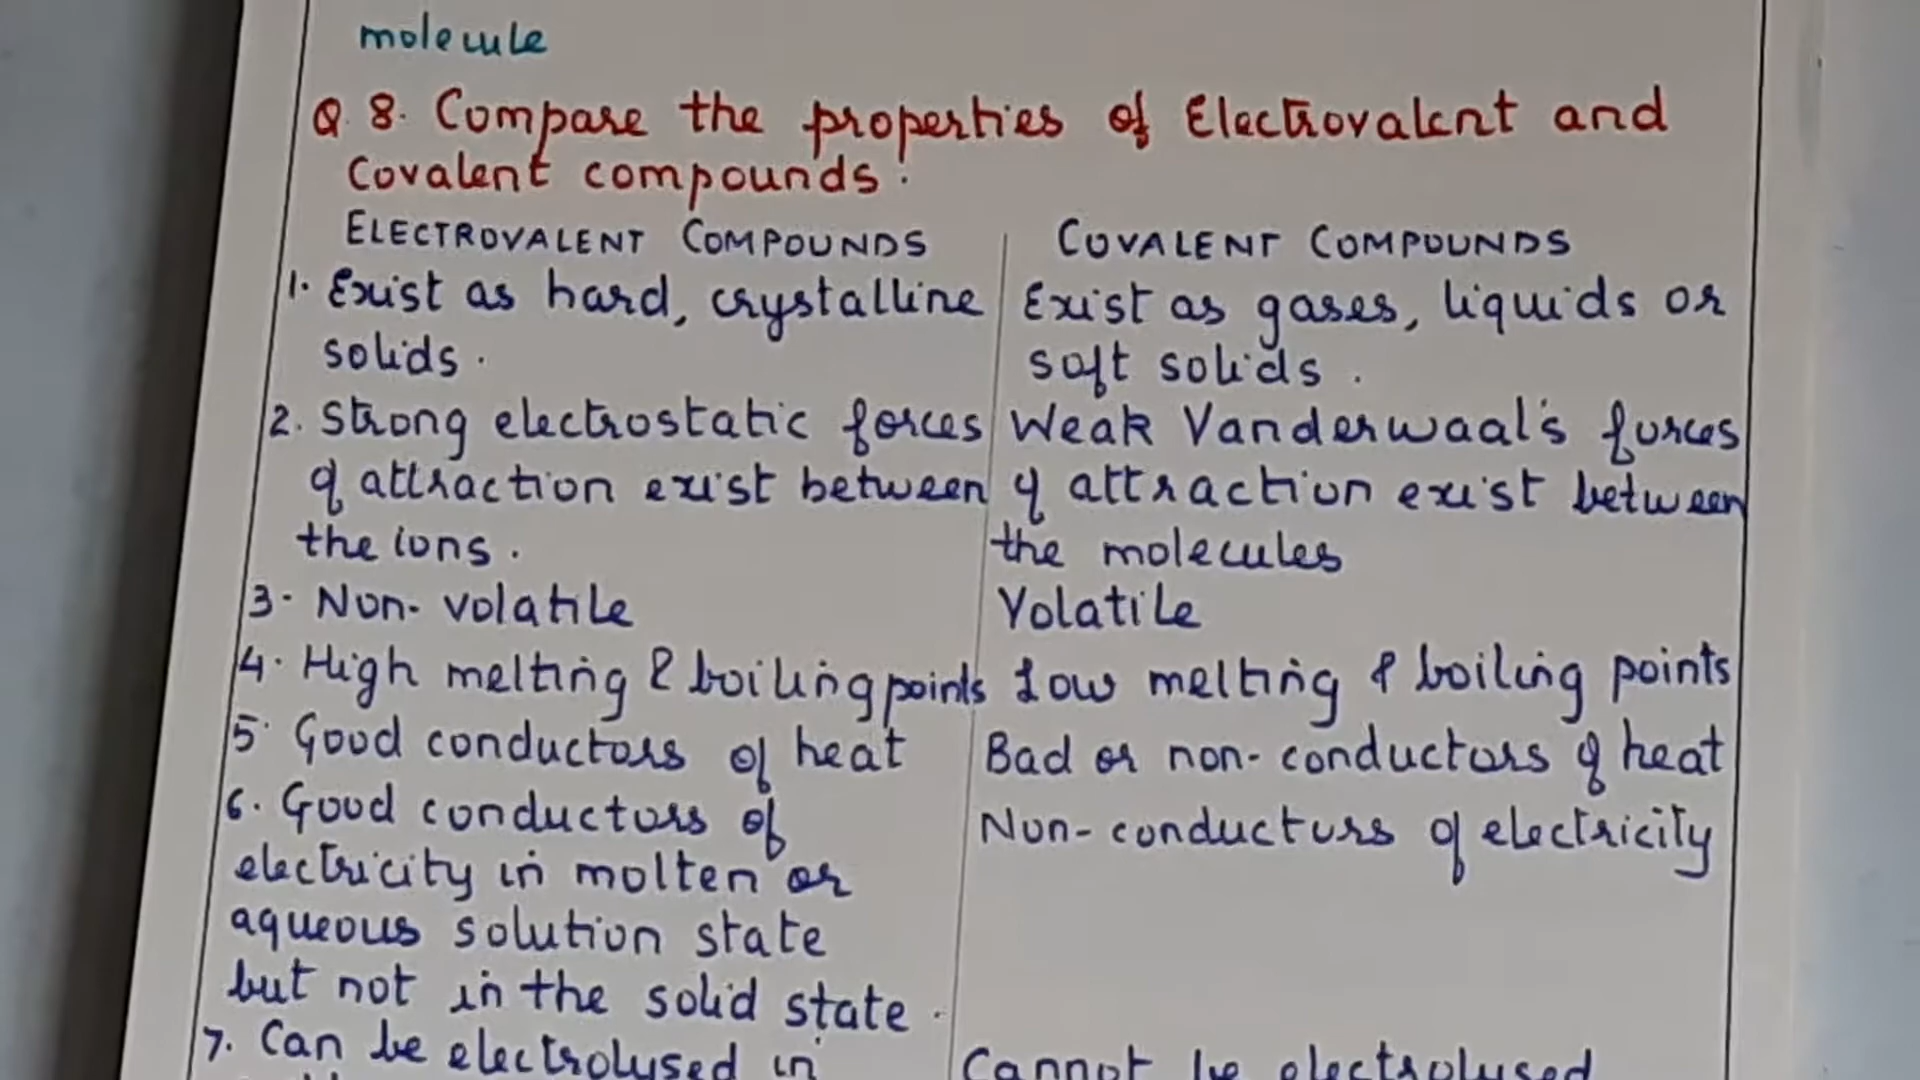 molecule
Q 8. Compare the properties of Electrovalent and
Covalent compounds.
ELECTROVALENT COMPOUNDS
1. Exist as hard, crystalline
solids.
2. Strong electrostatic forces
of attraction exist between
the ions.
3. Non-volatile
4. High melting & boiling points
5. Good conductors of heat
6. Good conductors of
electricity in molten or
aqueous solution state
but not in the solid state.
7. Can be electrolysed in
COVALENT COMPOUNDS
Exist as gases, liquids or
soft solids.
Weak Vanderwaal's forces
of attraction exist between
the molecules
Volatile
Low melting & boiling points
Bad or non-conductors of heat
Non-conductors of electricity
Cannot be electrolysed